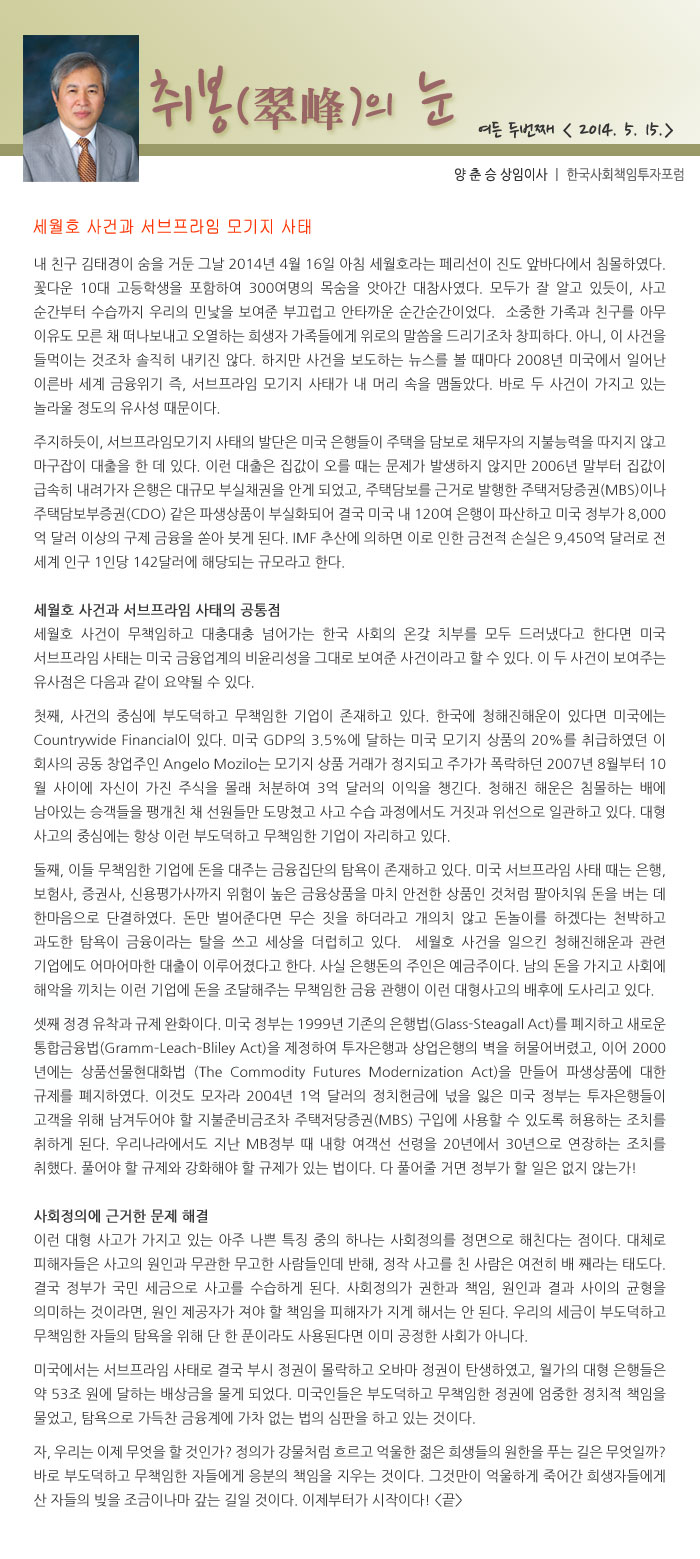 취봉(翠峰)의 눈
여든 두번째 < 2014. 5. 15.>
양 춘 승 상임이사 | 한국사회책임투자포럼
세월호 사건과 서브프라임 모기지 사태
내 친구 김태경이 숨을 거둔 그날 2014년 4월 16일 아침 세월호라는 페리선이 진도 앞바다에서 침몰하였다.
꽃다운 10대 고등학생을 포함하여 300여명의 목숨을 앗아간 대참사였다. 모두가 잘 알고 있듯이, 사고
순간부터 수습까지 우리의 민낯을 보여준 부끄럽고 안타까운 순간순간이었다. 소중한 가족과 친구를 아무
이유도 모른 채 떠나보내고 오열하는 희생자 가족들에게 위로의 말씀을 드리기조차 창피하다. 아니, 이 사건을
들먹이는 것조차 솔직히 내키진 않다. 하지만 사건을 보도하는 뉴스를 볼 때마다 2008년 미국에서 일어난
이른바 세계 금융위기 즉, 서브프라임 모기지 사태가 내 머리 속을 맴돌았다. 바로 두 사건이 가지고 있는
놀라울 정도의 유사성 때문이다.
주지하듯이, 서브프라임모기지 사태의 발단은 미국 은행들이 주택을 담보로 채무자의 지불능력을 따지지 않고
마구잡이 대출을 한 데 있다. 이런 대출은 집값이 오를 때는 문제가 발생하지 않지만 2006년 말부터 집값이
급속히 내려가자 은행은 대규모 부실채권을 안게 되었고, 주택담보를 근거로 발행한 주택저당증권(MBS)이나
주택담보부증권(CDO) 같은 파생상품이 부실화되어 결국 미국 내 120여 은행이 파산하고 미국 정부가 8,000
억 달러 이상의 구제 금융을 쏟아 붓게 된다. IMF 추산에 의하면 이로 인한 금전적 손실은 9,450억 달러로 전
세계 인구 1인당 142달러에 해당되는 규모라고 한다.
세월호 사건과 서브프라임 사태의 공통점
세월호 사건이 무책임하고 대충대충 넘어가는 한국 사회의 온갖 치부를 모두 드러냈다고 한다면 미국
서브프라임 사태는 미국 금융업계의 비윤리성을 그대로 보여준 사건이라고 할 수 있다. 이 두 사건이 보여주는
유사점은 다음과 같이 요약될 수 있다.
첫째, 사건의 중심에 부도덕하고 무책임한 기업이 존재하고 있다. 한국에 청해진해운이 있다면 미국에는
Countrywide Financial이 있다. 미국 GDP의 3.5%에 달하는 미국 모기지 상품의 20%를 취급하였던 이
회사의 공동 창업주인 Angelo Mozilo는 모기지 상품 거래가 정지되고 주가가 폭락하던 2007년 8월부터 10
월 사이에 자신이 가진 주식을 몰래 처분하여 3억 달러의 이익을 챙긴다. 청해진 해운은 침몰하는 배에
남아있는 승객들을 팽개친 채 선원들만 도망쳤고 사고 수습 과정에서도 거짓과 위선으로 일관하고 있다. 대형
사고의 중심에는 항상 이런 부도덕하고 무책임한 기업이 자리하고 있다.
둘째, 이들 무책임한 기업에 돈을 대주는 금융집단의 탐욕이 존재하고 있다. 미국 서브프라임 사태 때는 은행,
보험사, 증권사, 신용평가사까지 위험이 높은 금융상품을 마치 안전한 상품인 것처럼 팔아치워 돈을 버는 데
한마음으로 단결하였다. 돈만 벌어준다면 무슨 짓을 하더라고 개의치 않고 돈놀이를 하겠다는 천박하고
과도한 탐욕이 금융이라는 탈을 쓰고 세상을 더럽히고 있다. 세월호 사건을 일으킨 청해진해운과 관련
기업에도 어마어마한 대출이 이루어졌다고 한다. 사실 은행돈의 주인은 예금주이다. 남의 돈을 가지고 사회에
해악을 끼치는 이런 기업에 돈을 조달해주는 무책임한 금융 관행이 이런 대형사고의 배후에 도사리고 있다.
셋째 정경 유착과 규제 완화이다. 미국 정부는 1999년 기존의 은행법(Glass-Steagall Act)를 폐지하고 새로운
통합금융법(Gramm-Leach-Bliley Act)을 제정하여 투자은행과 상업은행의 벽을 허물어버렸고, 이어 2000
년에는 상품선물현대화법 (The Commodity Futures Modernization Act)을 만들어 파생상품에 대한
규제를 폐지하였다. 이것도 모자라 2004년 1억 달러의 정치헌금에 넋을 잃은 미국 정부는 투자은행들이
고객을 위해 남겨두어야 할 지불준비금조차 주택저당증권(MBS) 구입에 사용할 수 있도록 허용하는 조치를
취하게 된다. 우리나라에서도 지난 MB정부 때 내항 여객선 선령을 20년에서 30년으로 연장하는 조치를
취했다. 풀어야 할 규제와 강화해야 할 규제가 있는 법이다. 다 풀어줄 거면 정부가 할 일은 없지 않는가!
사회정의에 근거한 문제 해결
이런 대형 사고가 가지고 있는 아주 나쁜 특징 중의 하나는 사회정의를 정면으로 해친다는 점이다. 대체로
피해자들은 사고의 원인과 무관한 무고한 사람들인데 반해, 정작 사고를 친 사람은 여전히 배 째라는 태도다.
결국 정부가 국민 세금으로 사고를 수습하게 된다. 사회정의가 권한과 책임, 원인과 결과 사이의 균형을
의미하는 것이라면, 원인 제공자가 져야 할 책임을 피해자가 지게 해서는 안 된다. 우리의 세금이 부도덕하고
무책임한 자들의 탐욕을 위해 단 한 푼이라도 사용된다면 이미 공정한 사회가 아니다.
미국에서는 서브프라임 사태로 결국 부시 정권이 몰락하고 오바마 정권이 탄생하였고, 월가의 대형 은행들은
약 53조 원에 달하는 배상금을 물게 되었다. 미국인들은 부도덕하고 무책임한 정권에 엄중한 정치적 책임을
물었고, 탐욕으로 가득찬 금융계에 가차 없는 법의 심판을 하고 있는 것이다.
자, 우리는 이제 무엇을 할 것인가? 정의가 강물처럼 흐르고 억울한 젊은 희생들의 원한을 푸는 길은 무엇일까?
바로 부도덕하고 무책임한 자들에게 응분의 책임을 지우는 것이다. 그것만이 억울하게 죽어간 희생자들에게
산 자들의 빚을 조금이나마 갚는 길일 것이다. 이제부터가 시작이다! <끝>